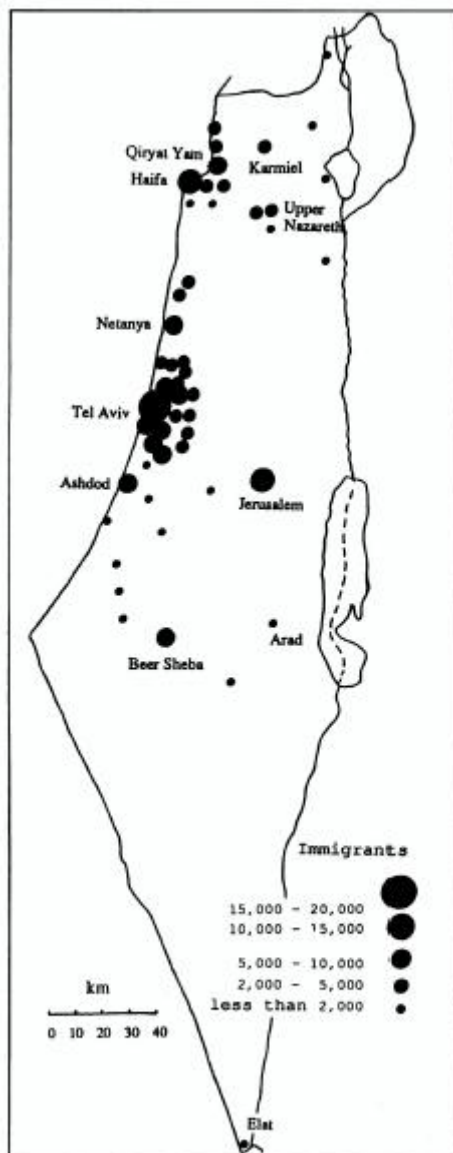 Qiryat Yam
Haifa
Karmiel
Upper
Nazareth
Netanya
Tel Aviv
Ashdod
Jerusalem
Arad
Beer Sheba
Immigrants
15,000 - 20,000
10,000 - 15,000
5,000 - 10,000
2,000 - 5,000
less than 2,000
km
0 10 20 30 40
Elat